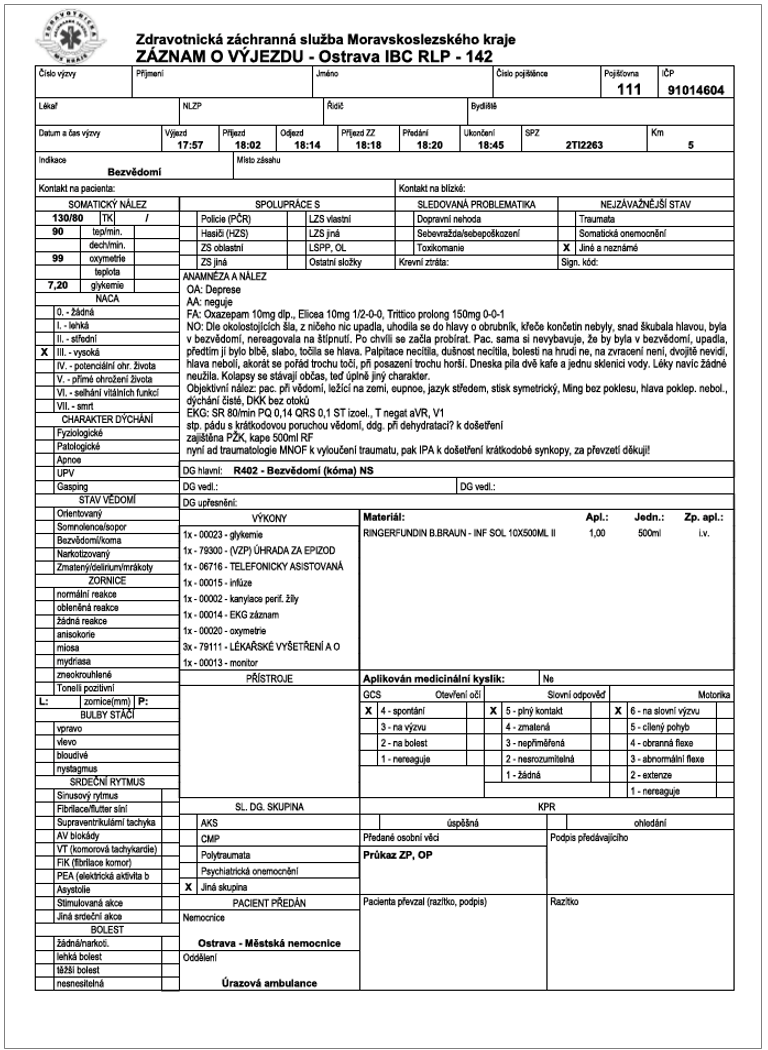 ZDRAVOTNICKÁ
Zdravotnická záchranná služba Moravskoslezského kraje
ZÁZNAM O VÝJEZDU - Ostrava IBC RLP - 142
Číslo výzvy Příjmení Jméno Číslo pojištěnce Pojišťovna IČP
111 91014604
Lékař NLZP Řidič Bydliště
Datum a čas výzvy Výjezd Příjezd Odjezd Příjezd ZZ Předání Ukončení SPZ Km
17:57 18:02 18:14 18:18 18:20 18:45 2TI2263 5
Indikace Místo zásahu
Bezvědomí
Kontakt na pacienta: Kontakt na blízké:
SOMATICKÝ NÁLEZ
130/80 TK /
90 tep/min.
dech/min.
99 oxymetrie
teplota
7,20 glykemie
SPOLUPRÁCE S
Policie (PČR) LZS vlastní
Hasiči (HZS) LZS jiná
ZS oblastní LSPP, OL
ZS jiná Ostatní složky
SLEDOVANÁ PROBLEMATIKA
Dopravní nehoda
Sebevražda/sebepoškození
Toxikomanie
Krevní ztráta:
NEJZÁVAŽNĚJŠÍ STAV
Traumata
Somatická onemocnění
X Jiné a neznámé
Sign. kód:
NACA
0. - žádná
I. - lehká
II. - střední
X III. - vysoká
IV. - potenciální ohr. života
V. - přímé ohrožení života
VI. - selhání vitálních funkcí
VII. - smrt
CHARAKTER DÝCHÁNÍ
Fyziologické
Patologické
Apnoe
UPV
Gasping
STAV VĚDOMÍ
Orientovaný
Somnolence/sopor
Bezvědomí/koma
Narkotizovaný
Zmatený/delirium/mrákoty
ZORNICE
normální reakce
obleněná reakce
žádná reakce
anisokorie
miosa
mydriasa
zneokrouhlené
Tonelli pozitivní
L: zornice(mm) P:
BULBY STÁČÍ
vpravo
vlevo
bloudivé
nystagmus
SRDEČNÍ RYTMUS
Sinusový rytmus
Fibrilace/flutter síní
Supraventrikulární tachyka
AV blokády
VT (komorová tachykardie)
FiK (fibrilace komor)
PEA (elektrická aktivita b
Asystolie
Stimulovaná akce
Jiná srdeční akce
BOLEST
žádná/narkoti.
lehká bolest
těžší bolest
nesnesitelná
ANAMNÉZA A NÁLEZ
OA: Deprese
AA: neguje
FA: Oxazepam 10mg dlp., Elicea 10mg 1/2-0-0, Trittico prolong 150mg 0-0-1
NO: Dle okolostojících šla, z ničeho nic upadla, uhodila se do hlavy o obrubník, křeče končetin nebyly, snad škubala hlavou, byla
v bezvědomí, nereagovala na štípnutí. Po chvíli se začla probírat. Pac. sama si nevybavuje, že by byla v bezvědomí, upadla,
předtím jí bylo blbě, slabo, točila se hlava. Palpitace necítila, dušnost necítila, bolesti na hrudi ne, na zvracení není, dvojitě nevidí,
hlava nebolí, akorát se pořád trochu točí, při posazení trochu horší. Dneska pila dvě kafe a jednu sklenici vody. Léky navíc žádné
neužila. Kolapsy se stávají občas, teď úplně jiný charakter.
Objektivní nález: pac. při vědomí, ležící na zemi, eupnoe, jazyk středem, stisk symetrický, Ming bez poklesu, hlava poklep. nebol.,
dýchání čisté, DKK bez otoků
EKG: SR 80/min PQ 0,14 QRS 0,1 ST izoel., T negat aVR, V1
stp. pádu s krátkodovou poruchou vědomí, ddg. při dehydrataci? k došetření
zajištěna PŽK, kape 500ml RF
nyní ad traumatologie MNOF k vyloučení traumatu, pak IPA k došetření krátkodobé synkopy, za převzetí děkuji!
DG hlavní: R402 - Bezvědomí (kóma) NS
DG vedl.: DG vedl.:
DG upřesnění:
VÝKONY
1x - 00023 - glykemie
1x - 79300 - (VZP) ÚHRADA ZA EPIZOD
1x - 06716 - TELEFONICKY ASISTOVANÁ
1x - 00015 - infúze
1x - 00002 - kanylace perif. žíly
1x - 00014 - EKG záznam
1x - 00020 - oxymetrie
3x - 79111 - LÉKAŘSKÉ VYŠETŘENÍ A O
1x - 00013 - monitor
Materiál: Apl.: Jedn.: Zp. apl.:
RINGERFUNDIN B.BRAUN - INF SOL 10X500ML II 1,00 500ml i.v.
PŘÍSTROJE
Aplikován medicinální kyslík: Ne
GCS Otevření očí Slovní odpověď Motorika
X 4 - spontání X 5 - plný kontakt X 6 - na slovní výzvu
3 - na výzvu 4 - zmatená 5 - cílený pohyb
2 - na bolest 3 - nepřiměřená 4 - obranná flexe
1 - nereaguje 2 - nesrozumitelná 3 - abnormální flexe
1 - žádná 2 - extenze
1 - nereaguje
SL. DG. SKUPINA
AKS
CMP
Polytraumata
Psychiatrická onemocnění
X Jiná skupina
KPR
úspěšná ohledání
Předané osobní věci Podpis předávajícího
Průkaz ZP, OP
PACIENT PŘEDÁN
Nemocnice
Ostrava - Městská nemocnice
Oddělení
Úrazová ambulance
Pacienta převzal (razítko, podpis) Razítko